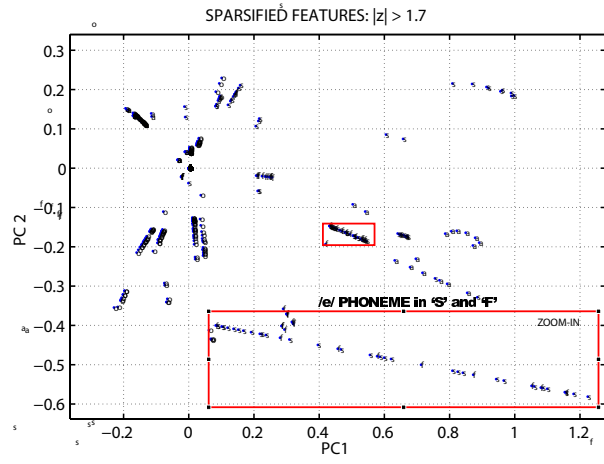 SPARSIFIED FEATURES: |z| > 1.7
0.3
0.2
0.1
0
−0.1
−0.2
−0.3
−0.4
−0.5
−0.6
PC 2
/e/ PHONEME in 'S' and 'F'
ZOOM-IN
−0.2 0 0.2 0.4 0.6 0.8 1 1.2
PC1